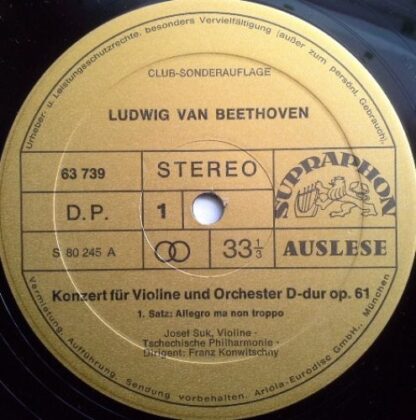 Urheber- u. Leistungsschutzrechte, besonders Vervielfältigung (außer zum persönl. Gebrauch).
CLUB-SONDERAUFLAGE
LUDWIG VAN BEETHOVEN
63 739
STEREO
SUPRAPHON
D.P.
1
S 80 245 A
33 1/3
AUSLESE
Konzert für Violine und Orchester D-dur op. 61
1. Satz: Allegro ma non troppo
Josef Suk, Violine -
Tschechische Philharmonie -
Dirigent: Franz Konwitschny
Vermietung, Aufführung, Sendung vorbehalten. Ariola-Eurodisc GmbH., München